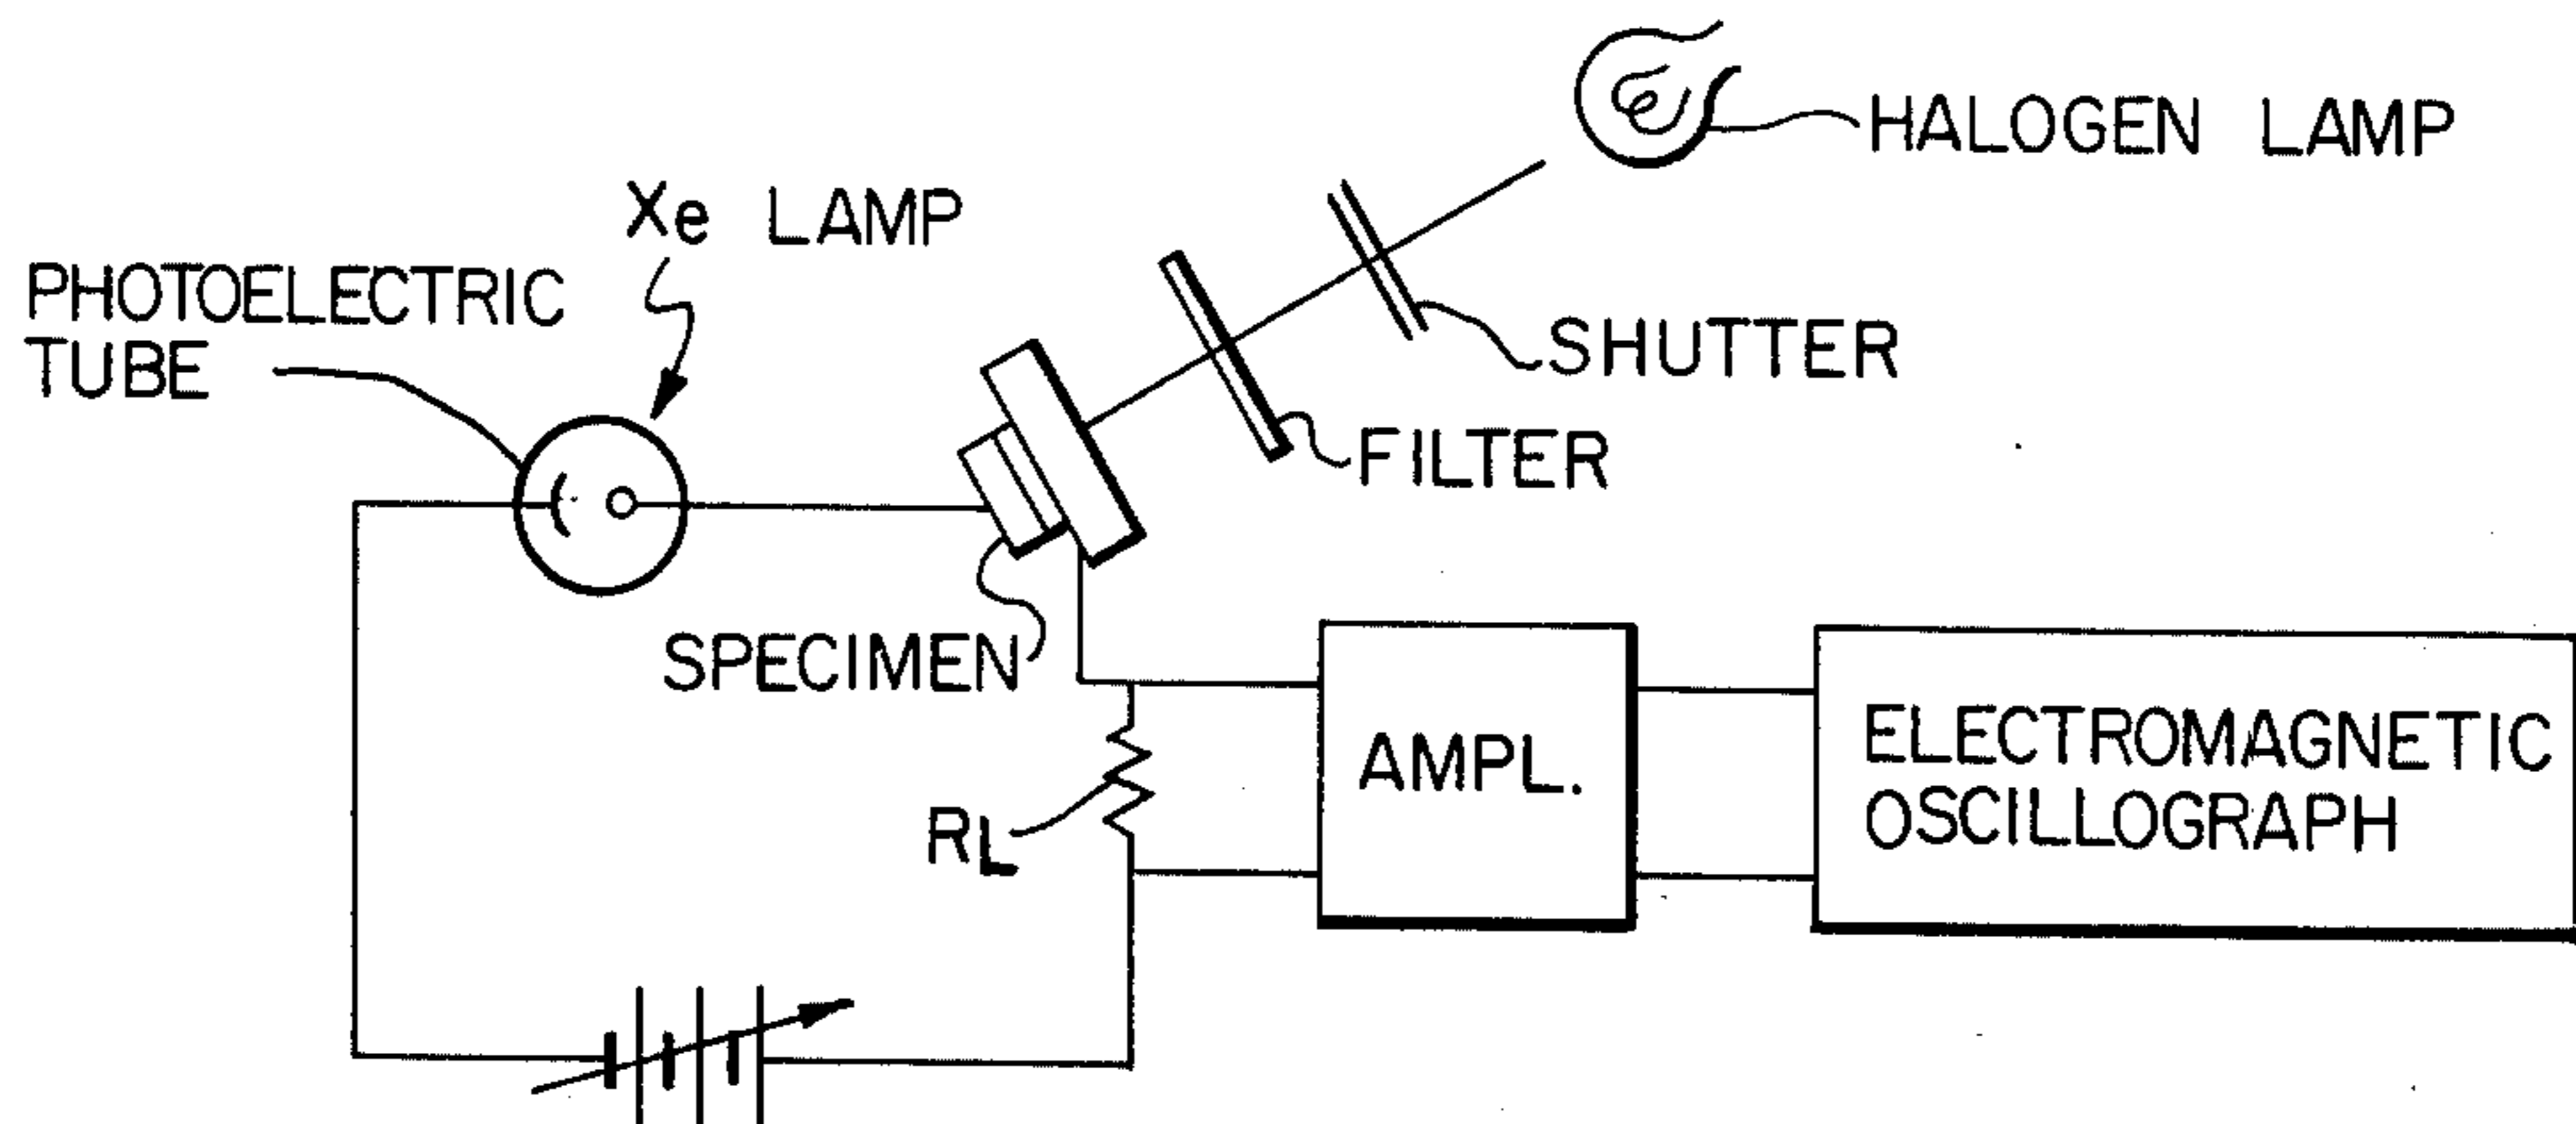 HALOGEN LAMP
Xe LAMP
PHOTOELECTRIC
TUBE
SHUTTER
FILTER
SPECIMEN
AMPL.
ELECTROMAGNETIC
OSCILLOGRAPH
RL